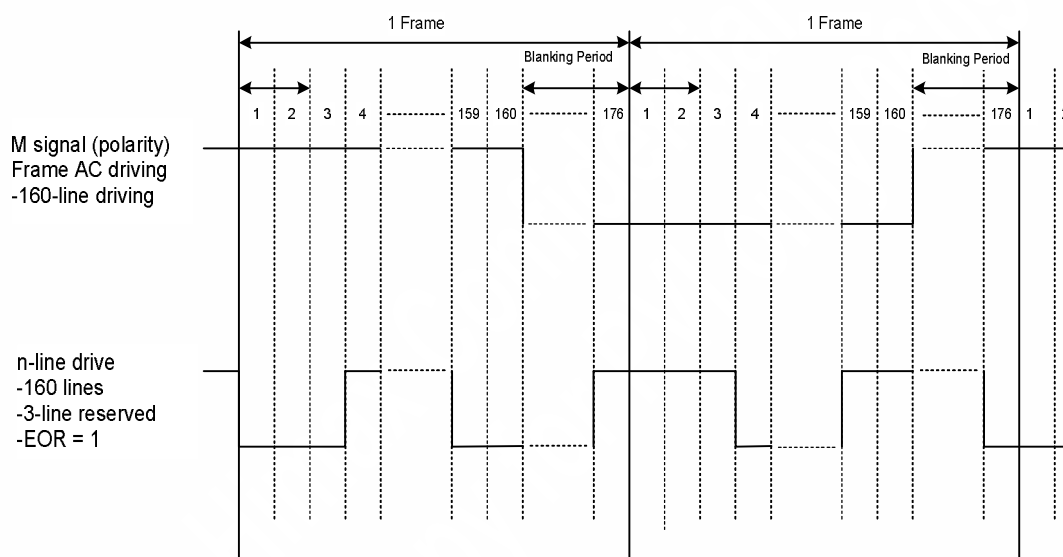 1 Frame 1 Frame
Blanking Period Blanking Period
1 2 3 4 159 160 176 1 2 3 4 159 160 176 1
M signal (polarity)
Frame AC driving
-160-line driving
n-line drive
-160 lines
-3-line reserved
-EOR = 1